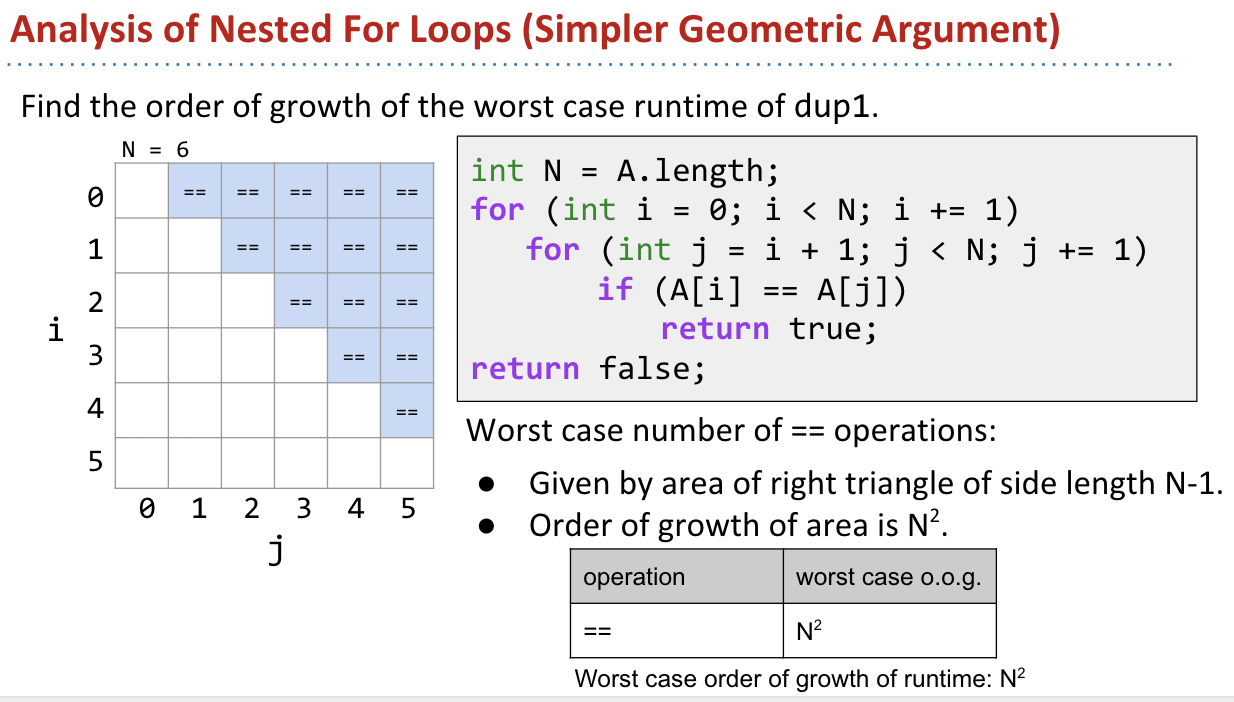 Analysis of Nested For Loops (Simpler Geometric Argument)
Find the order of growth of the worst case runtime of dup1.
N = 6
0 == == == == ==
1 == == == ==
2 == == ==
i
3 == ==
4 ==
5
0 1 2 3 4 5
j
int N = A.length;
for (int i = 0; i < N; i += 1)
for (int j = i + 1; j < N; j += 1)
if (A[i] == A[j])
return true;
return false;
Worst case number of == operations:
● Given by area of right triangle of side length N-1.
● Order of growth of area is N².
operation worst case o.o.g.
== N²
Worst case order of growth of runtime: N²